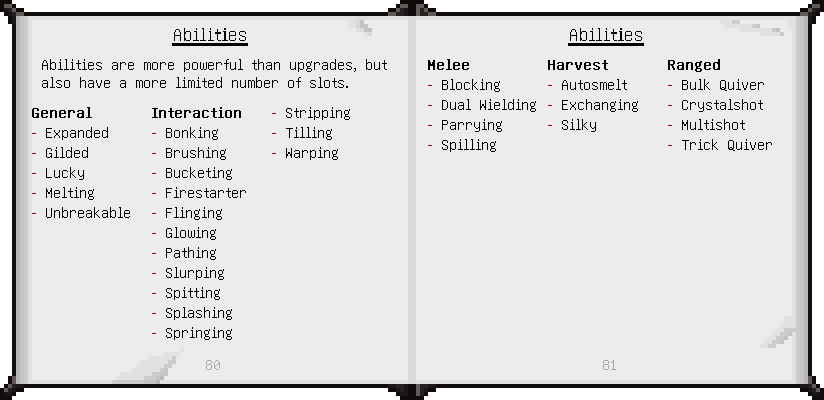 Abilities
Abilities are more powerful than upgrades, but
also have a more limited number of slots.
General
- Expanded
- Gilded
- Lucky
- Melting
- Unbreakable
Interaction
- Bonking
- Brushing
- Bucketing
- Firestarter
- Flinging
- Glowing
- Pathing
- Slurping
- Spitting
- Splashing
- Springing
- Stripping
- Tilling
- Warping
80
Abilities
Melee
- Blocking
- Dual Wielding
- Parrying
- Spilling
Harvest
- Autosmelt
- Exchanging
- Silky
Ranged
- Bulk Quiver
- Crystalshot
- Multishot
- Trick Quiver
81